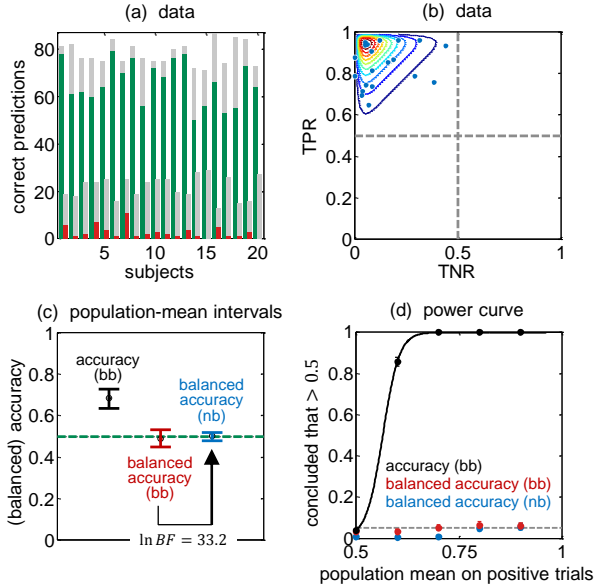 (a) data
correct predictions
80
60
40
20
0
5
10
15
20
subjects
(b) data
TPR
1
0.8
0.6
0.4
0.2
0
0
0.5
1
TNR
(c) population-mean intervals
(balanced) accuracy
1
0.8
0.6
0.4
0.2
0
accuracy
(bb)
balanced
accuracy
(nb)
balanced
accuracy
(bb)
ln BF = 33.2
(d) power curve
concluded that > 0.5
1
0.8
0.6
0.4
0.2
0
accuracy (bb)
balanced accuracy (bb)
balanced accuracy (nb)
0.5
0.75
1
population mean on positive trials